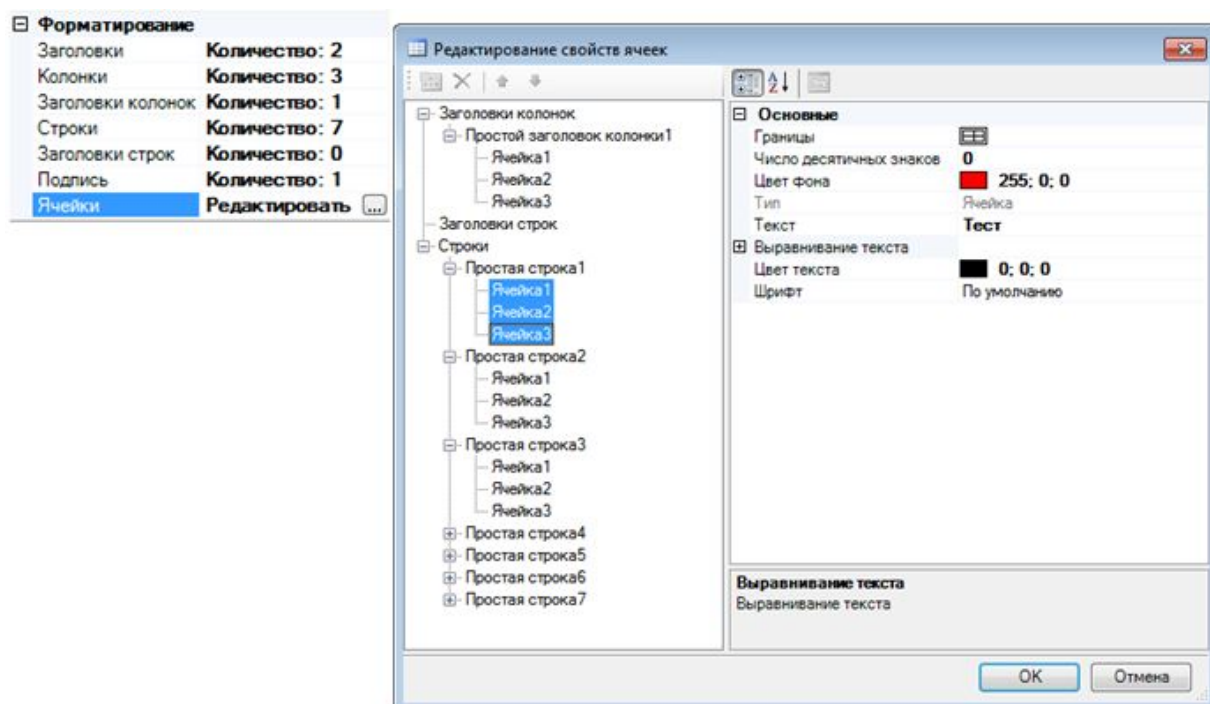 Форматирование
Заголовки Количество: 2
Колонки Количество: 3
Заголовки колонок Количество: 1
Строки Количество: 7
Заголовки строк Количество: 0
Подпись Количество: 1
Ячейки Редактировать ...
Редактирование свойств ячеек
Заголовки колонок
Простой заголовок колонки1
Ячейка1
Ячейка2
Ячейка3
Заголовки строк
Строки
Простая строка1
Ячейка1
Ячейка2
Ячейка3
Простая строка2
Ячейка1
Ячейка2
Ячейка3
Простая строка3
Ячейка1
Ячейка2
Ячейка3
Простая строка4
Простая строка5
Простая строка6
Простая строка7
Основные
Границы
Число десятичных знаков 0
Цвет фона 255; 0; 0
Тип Ячейка
Текст Тест
Выравнивание текста
Цвет текста 0; 0; 0
Шрифт По умолчанию
Выравнивание текста
Выравнивание текста
OK Отмена